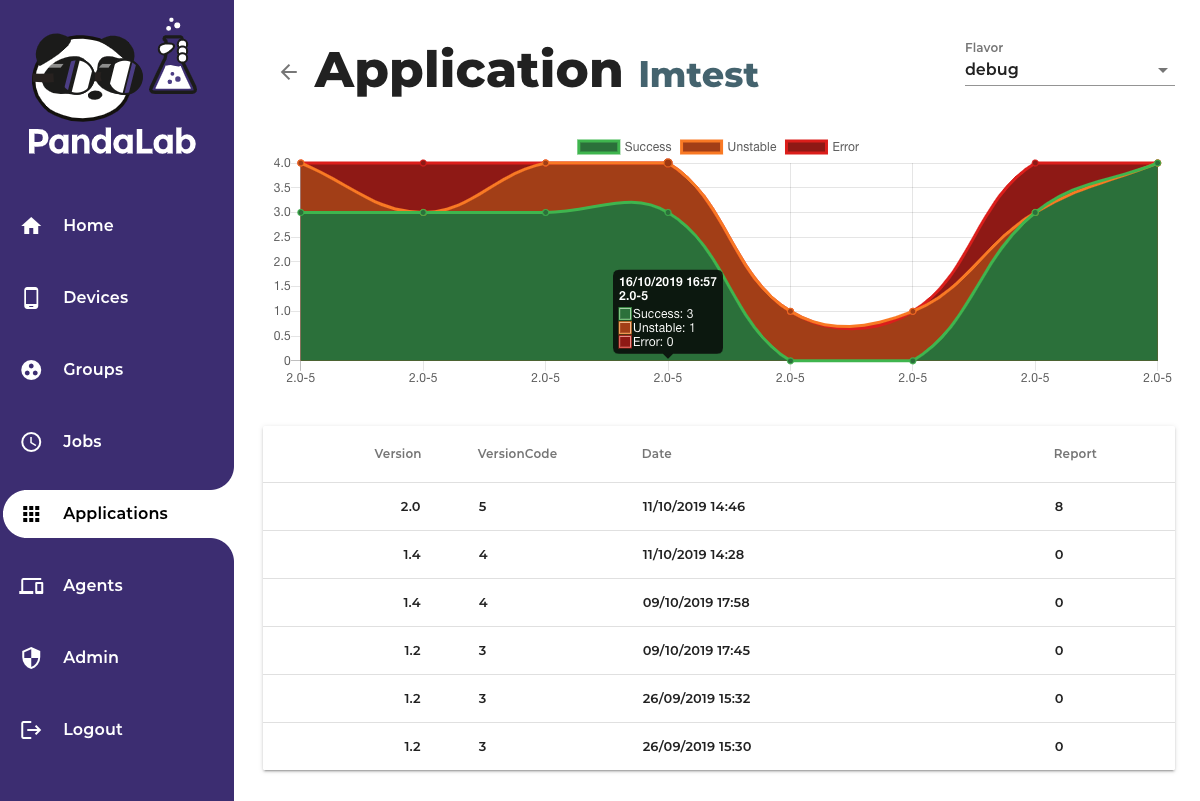 PandaLab
Home
Devices
Groups
Jobs
Applications
Agents
Admin
Logout
Application Imtest
Flavor
debug
Success Unstable Error
4.0
3.5
3.0
2.5
2.0
1.5
1.0
0.5
0
16/10/2019 16:57
2.0-5
Success: 3
Unstable: 1
Error: 0
2.0-5 2.0-5 2.0-5 2.0-5 2.0-5 2.0-5 2.0-5 2.0-5
Version VersionCode Date Report
2.0 5 11/10/2019 14:46 8
1.4 4 11/10/2019 14:28 0
1.4 4 09/10/2019 17:58 0
1.2 3 09/10/2019 17:45 0
1.2 3 26/09/2019 15:32 0
1.2 3 26/09/2019 15:30 0